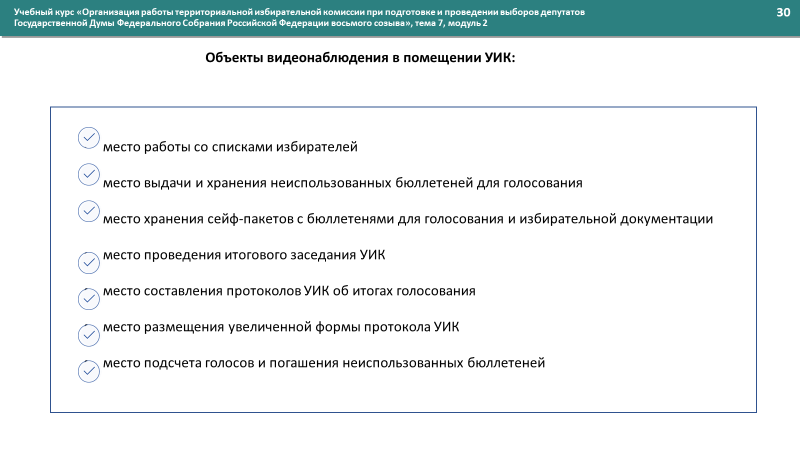 Учебный курс «Организация работы территориальной избирательной комиссии при подготовке и проведении выборов депутатов
Государственной Думы Федерального Собрания Российской Федерации восьмого созыва», тема 7, модуль 2
30
Объекты видеонаблюдения в помещении УИК:
место работы со списками избирателей
место выдачи и хранения неиспользованных бюллетеней для голосования
место хранения сейф-пакетов с бюллетенями для голосования и избирательной документации
место проведения итогового заседания УИК
место составления протоколов УИК об итогах голосования
место размещения увеличенной формы протокола УИК
место подсчета голосов и погашения неиспользованных бюллетеней